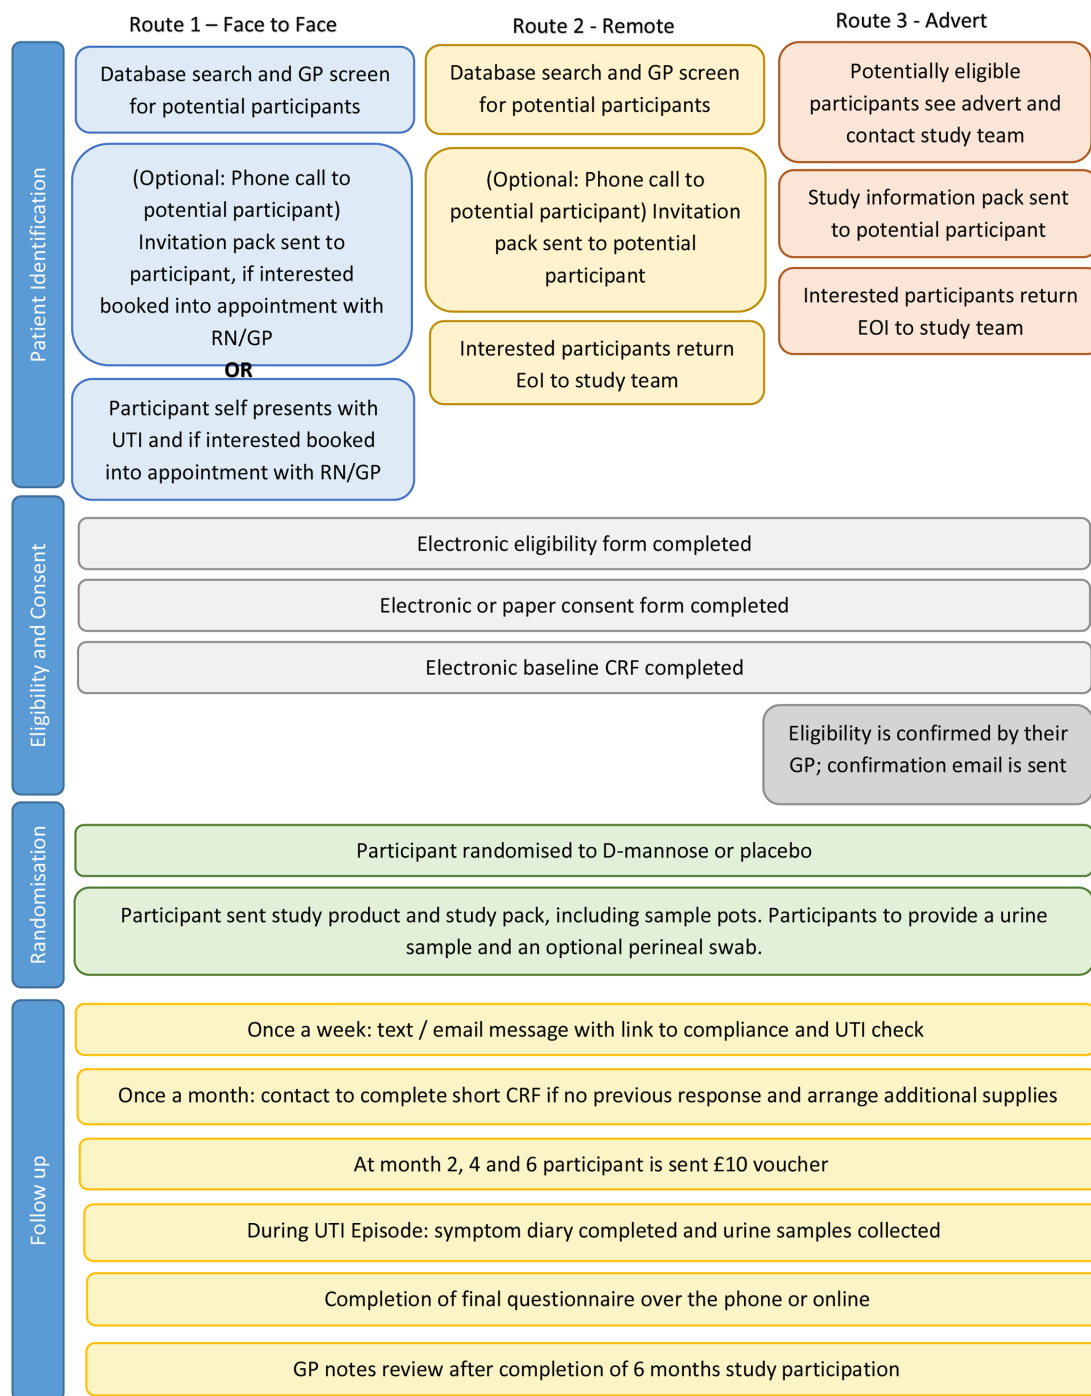 Route 1 – Face to Face
Route 2 - Remote
Route 3 - Advert
Patient Identification
Database search and GP screen
for potential participants
(Optional: Phone call to
potential participant)
Invitation pack sent to
participant, if interested
booked into appointment with
RN/GP
OR
Participant self presents with
UTI and if interested booked
into appointment with RN/GP
Database search and GP screen
for potential participants
(Optional: Phone call to
potential participant) Invitation
pack sent to potential
participant
Interested participants return
EoI to study team
Potentially eligible
participants see advert and
contact study team
Study information pack sent
to potential participant
Interested participants return
EOI to study team
Eligibility and Consent
Electronic eligibility form completed
Electronic or paper consent form completed
Electronic baseline CRF completed
Eligibility is confirmed by their
GP; confirmation email is sent
Randomisation
Participant randomised to D-mannose or placebo
Participant sent study product and study pack, including sample pots. Participants to provide a urine
sample and an optional perineal swab.
Follow up
Once a week: text / email message with link to compliance and UTI check
Once a month: contact to complete short CRF if no previous response and arrange additional supplies
At month 2, 4 and 6 participant is sent £10 voucher
During UTI Episode: symptom diary completed and urine samples collected
Completion of final questionnaire over the phone or online
GP notes review after completion of 6 months study participation